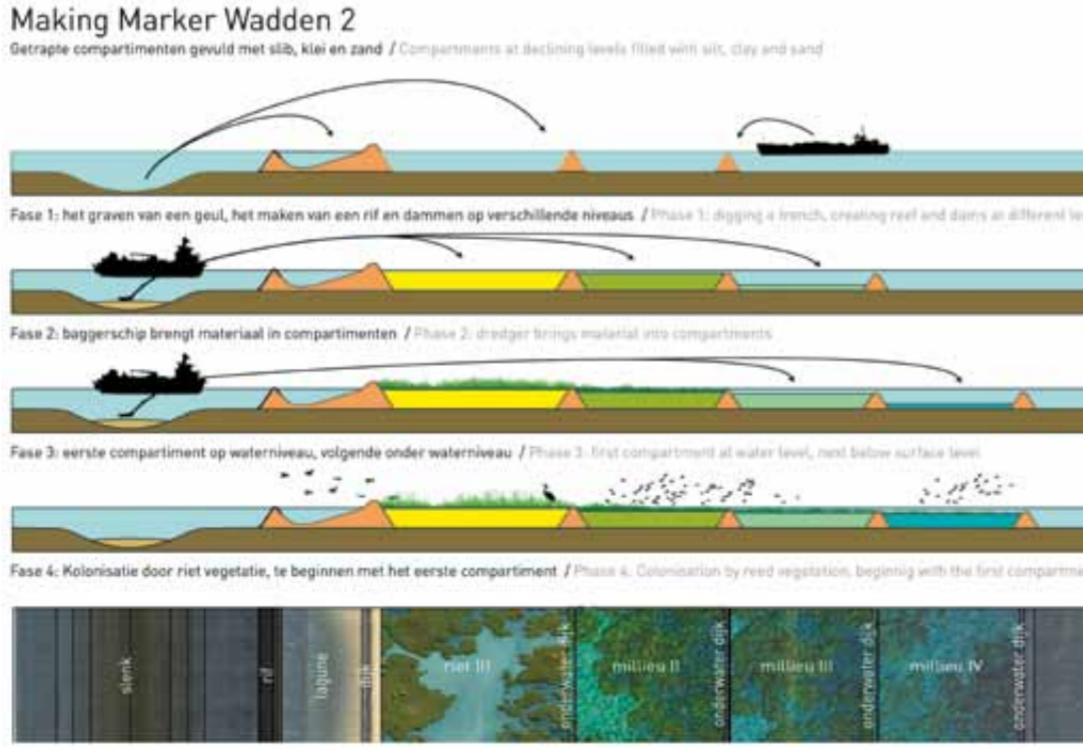 Making Marker Wadden 2
Getrapte compartimenten gevuld met slib, klei en zand / Compartments at declining levels filled with silt, clay and sand
Fase 1: het graven van een geul, het maken van een rif en dammen op verschillende niveaus / Phase 1: digging a trench, creating reef and dams at different le
Fase 2: baggerschip brengt materiaal in compartimenten / Phase 2: dredger brings material into compartments
Fase 3: eerste compartiment op waterniveau, volgende onder waterniveau / Phase 3: first compartment at water level, next below surface level
Fase 4: Kolonisatie door riet vegetatie, te beginnen met het eerste compartiment / Phase 4: Colonisation by reed vegetation, beginnig with the first compartme
slenk
rif
lagune
dijk
riet III
onderwater dijk
millieu II
onderwater dijk
millieu III
onderwater dijk
millieu IV
onderwater dijk